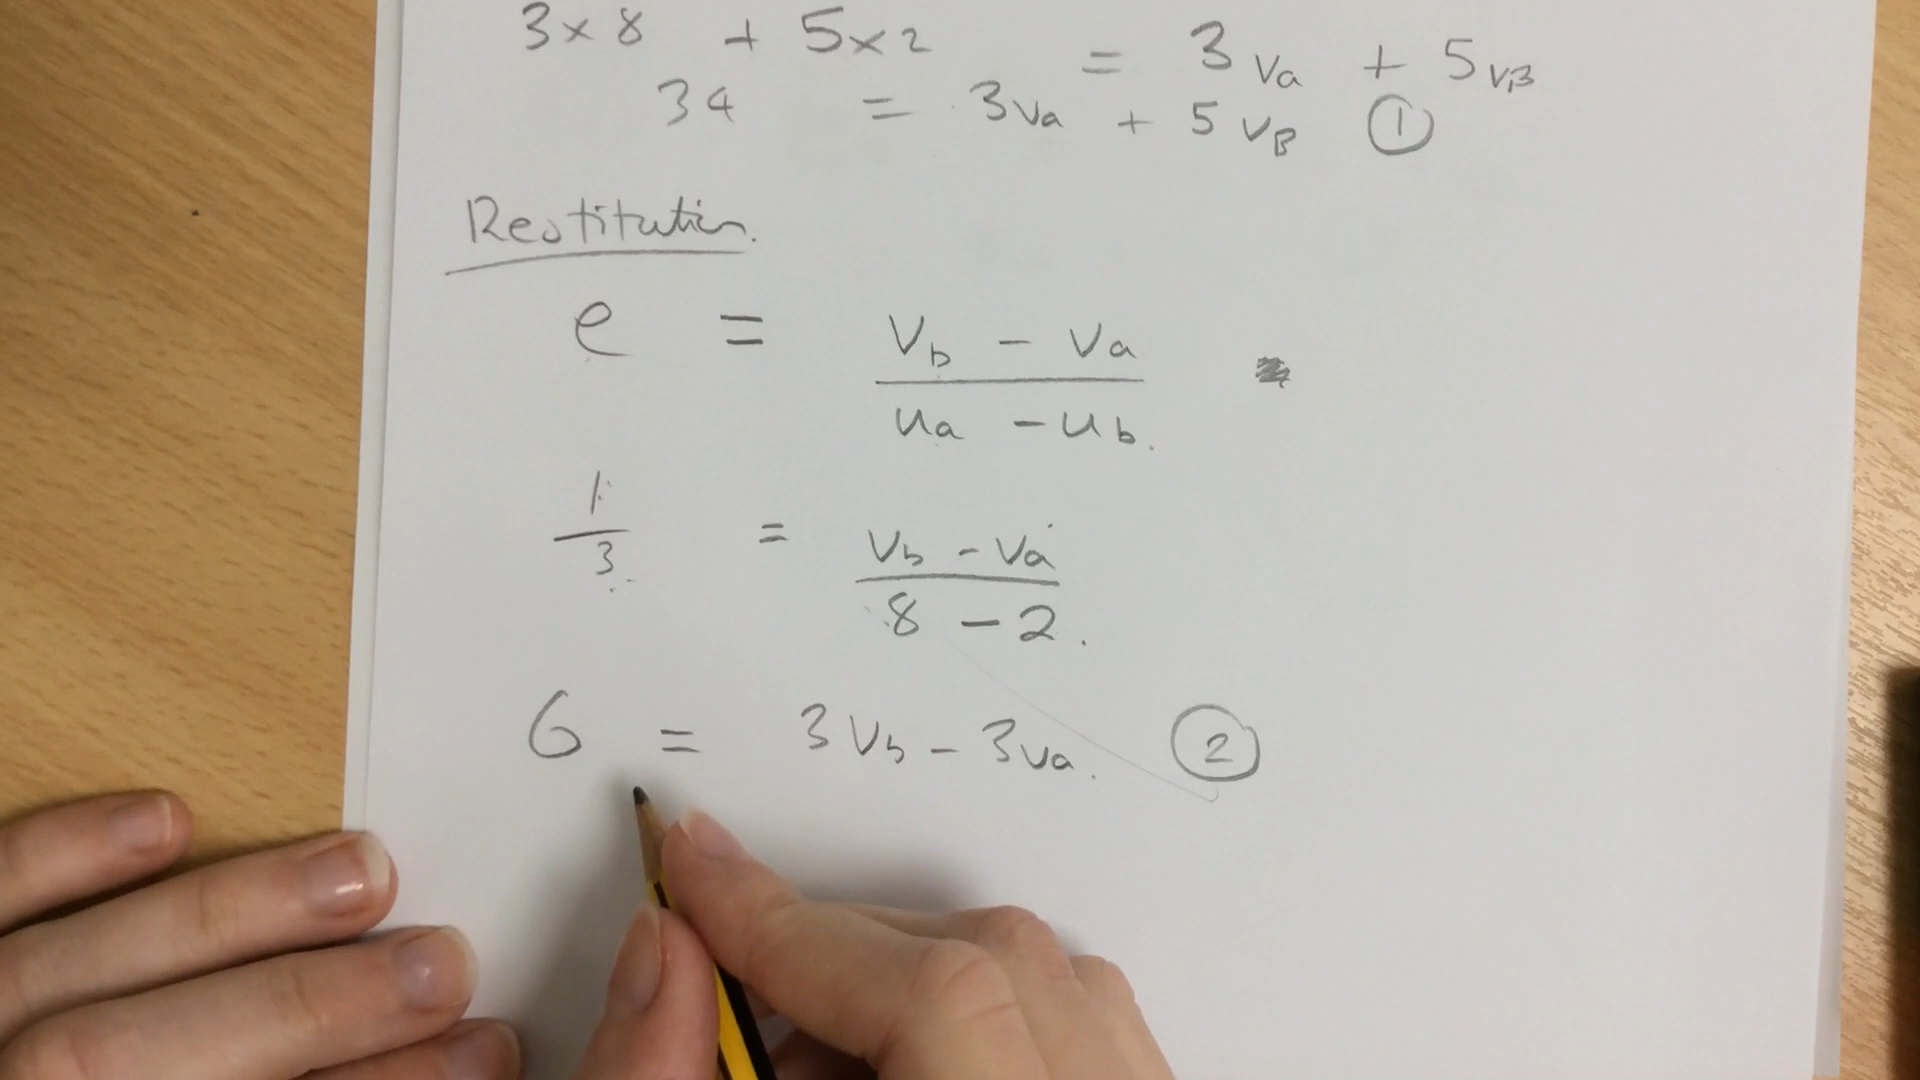 3 × 8 + 5 × 2 = 3 Va + 5 VB
34 = 3Va + 5 VB ①
Restitution.
e = Vb - Va
ua - ub.
1
3 = Vb - Va
8 - 2.
6 = 3Vb - 3Va. ②